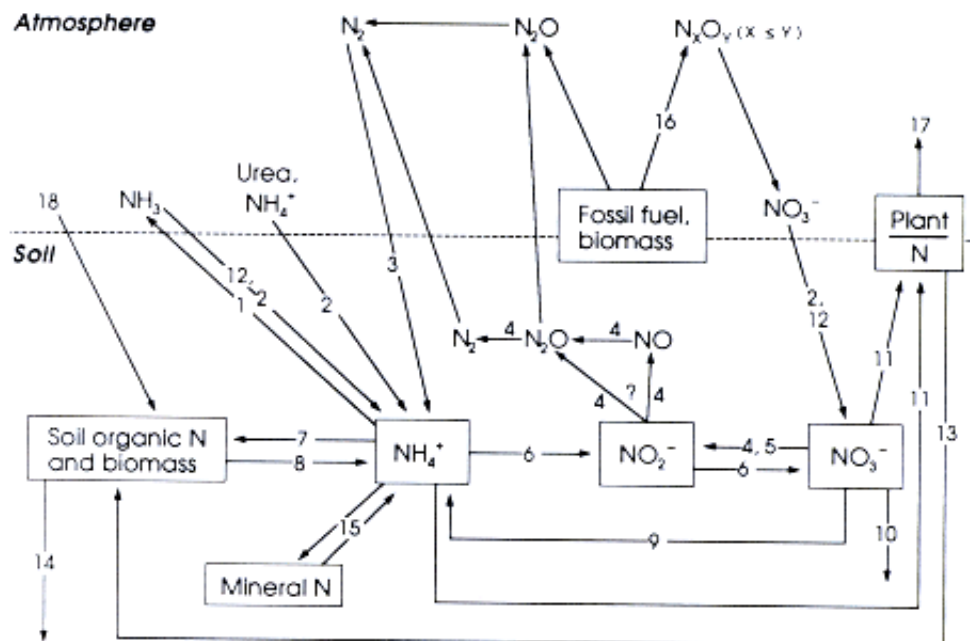 Atmosphere
N₂
N₂O
NₓOᵧ (X ≤ Y)
16
17
Urea,
NH₄⁺
18
NH₃
Fossil fuel,
biomass
NO₃⁻
Plant
N
Soil
3
12, 2
1
2
2,
12
N₂
4
N₂O
4
NO
11
11
13
?
4
4
Soil organic N
and biomass
7
8
NH₄⁺
6
NO₂⁻
4, 5
6
NO₃⁻
15
9
10
14
Mineral N